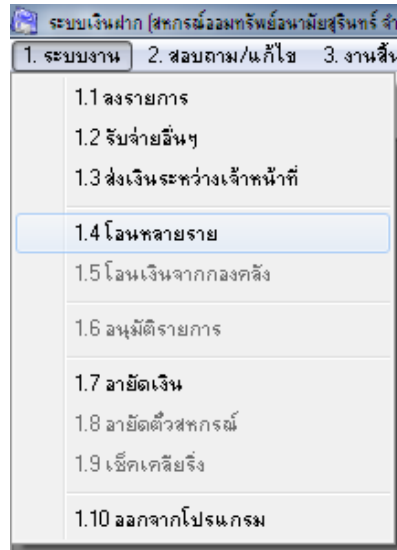 ระบบเงินฝาก (สหกรณ์ออมทรัพย์อนามัยสุรินทร์ จำ
1. ระบบงาน 2. สอบถาม/แก้ไข 3. งานสิ้น
1.1 ลงรายการ
1.2 รับจ่ายอื่นๆ
1.3 ส่งเงินระหว่างเจ้าหน้าที่
1.4 โอนหลายราย
1.5 โอนเงินจากกองคลัง
1.6 อนุมัติรายการ
1.7 อายัดเงิน
1.8 อายัดตั๋วสหกรณ์
1.9 เช็คเคลียริ่ง
1.10 ออกจากโปรแกรม